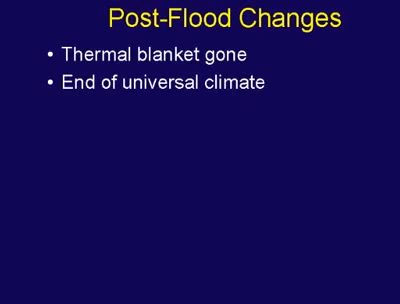 Post-Flood Changes
• Thermal blanket gone
• End of universal climate